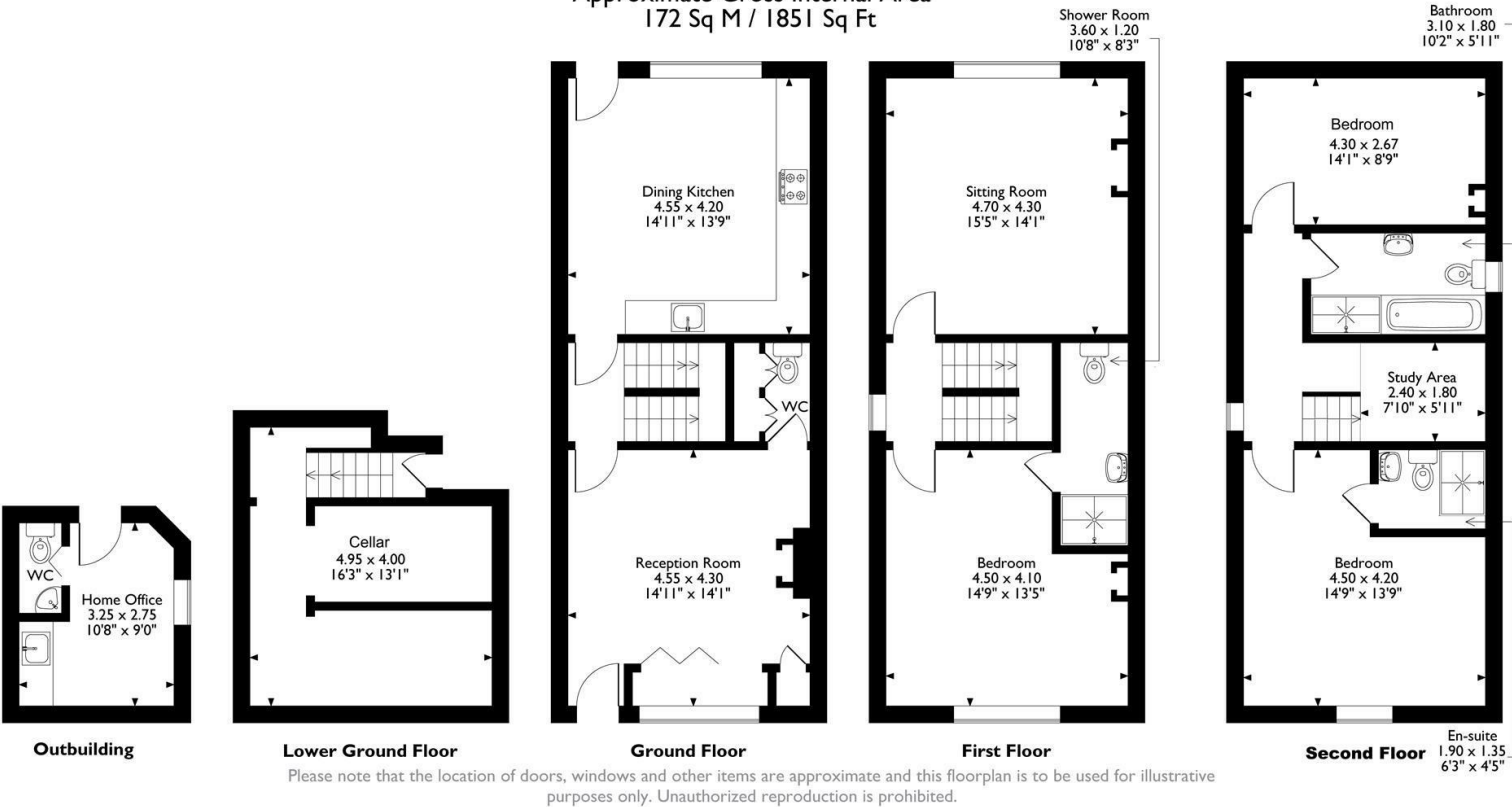 Approximate Gross Internal Area
172 Sq M / 1851 Sq Ft
Shower Room
3.60 x 1.20
10'8" x 8'3"
Bathroom
3.10 x 1.80
10'2" x 5'11"
Dining Kitchen
4.55 x 4.20
14'11" x 13'9"
Sitting Room
4.70 x 4.30
15'5" x 14'1"
Bedroom
4.30 x 2.67
14'1" x 8'9"
Study Area
2.40 x 1.80
7'10" x 5'11"
WC
Cellar
4.95 x 4.00
16'3" x 13'1"
WC
Home Office
3.25 x 2.75
10'8" x 9'0"
Reception Room
4.55 x 4.30
14'11" x 14'1"
Bedroom
4.50 x 4.10
14'9" x 13'5"
Bedroom
4.50 x 4.20
14'9" x 13'9"
Outbuilding
Lower Ground Floor
Ground Floor
First Floor
Second Floor
En-suite
1.90 x 1.35
6'3" x 4'5"
Please note that the location of doors, windows and other items are approximate and this floorplan is to be used for illustrative
purposes only. Unauthorized reproduction is prohibited.